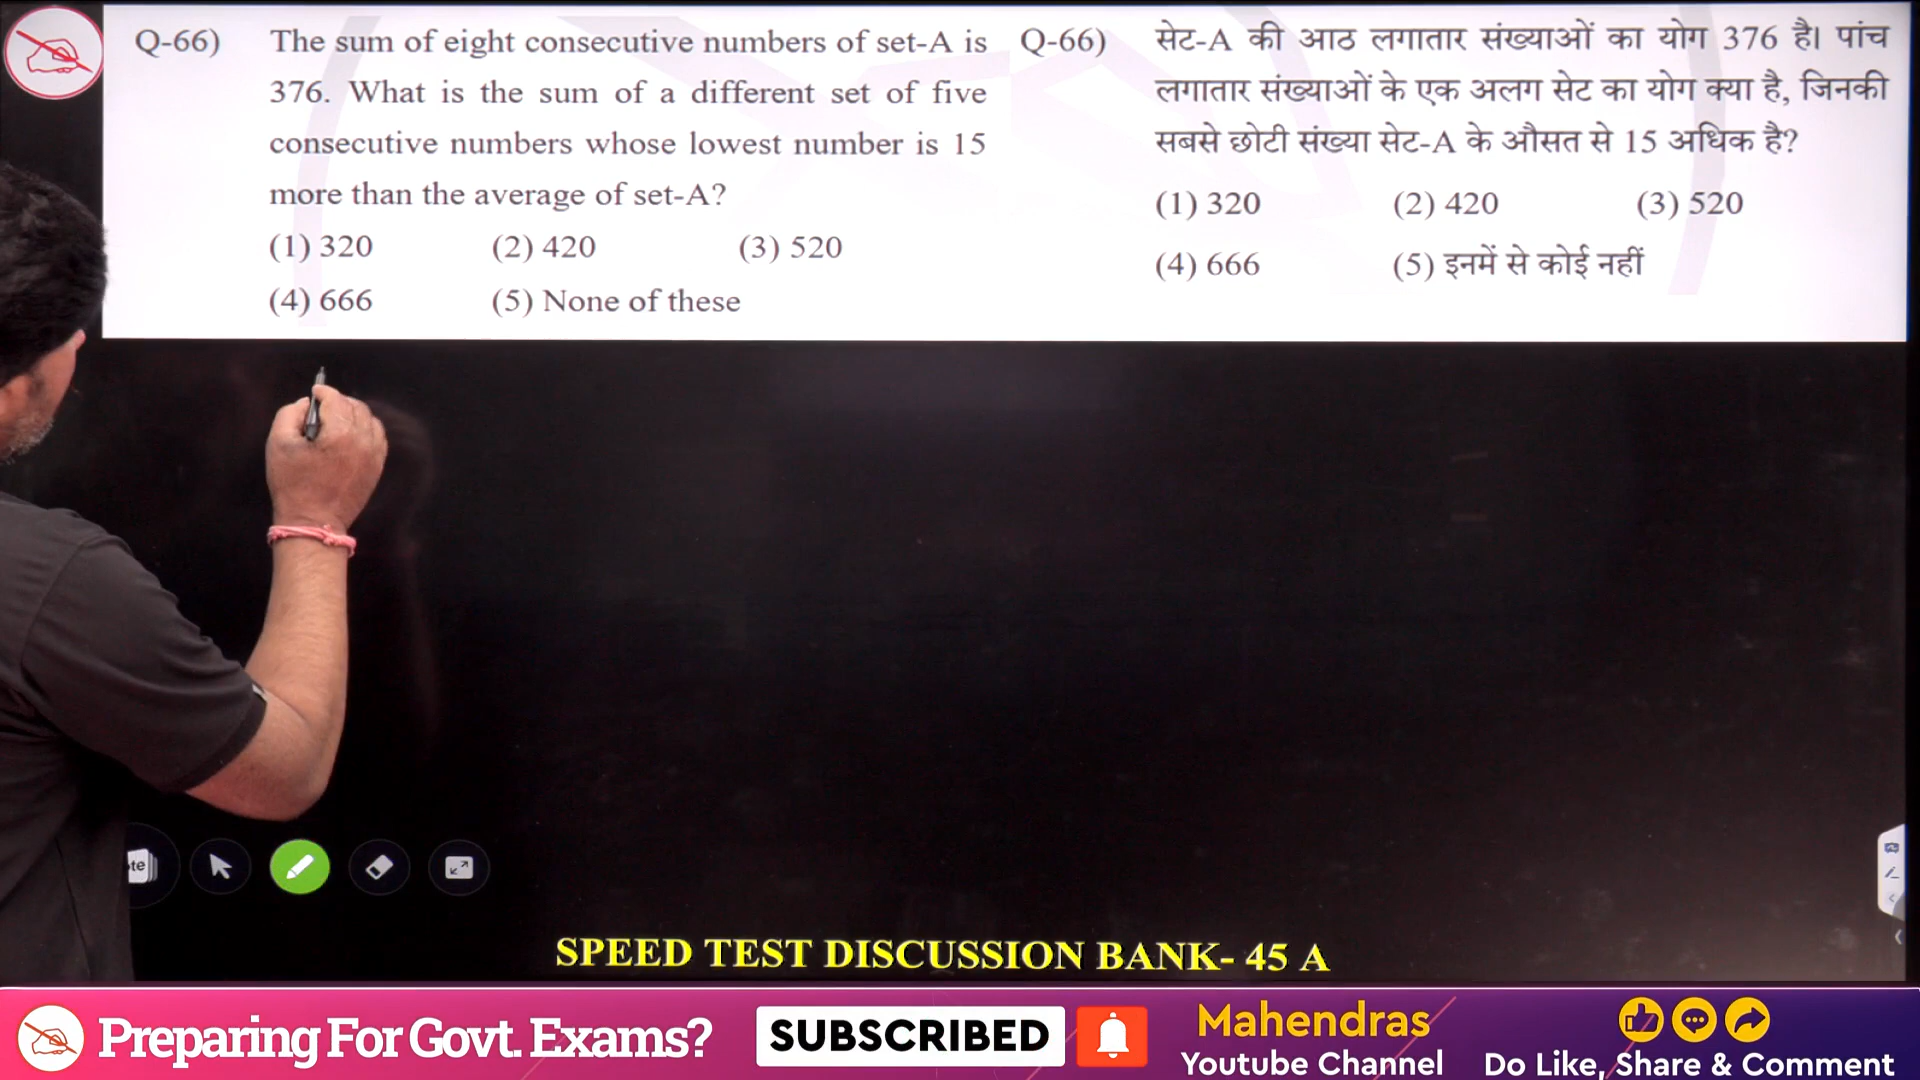 Q-66) The sum of eight consecutive numbers of set-A is
376. What is the sum of a different set of five
consecutive numbers whose lowest number is 15
more than the average of set-A?
(1) 320 (2) 420 (3) 520
(4) 666 (5) None of these
Q-66) सेट-A की आठ लगातार संख्याओं का योग 376 है। पांच
लगातार संख्याओं के एक अलग सेट का योग क्या है, जिनकी
सबसे छोटी संख्या सेट-A के औसत से 15 अधिक है?
(1) 320 (2) 420 (3) 520
(4) 666 (5) इनमें से कोई नहीं
te
SPEED TEST DISCUSSION BANK- 45 A
Preparing For Govt. Exams?
SUBSCRIBED
Mahendras
Youtube Channel
Do Like, Share & Comment